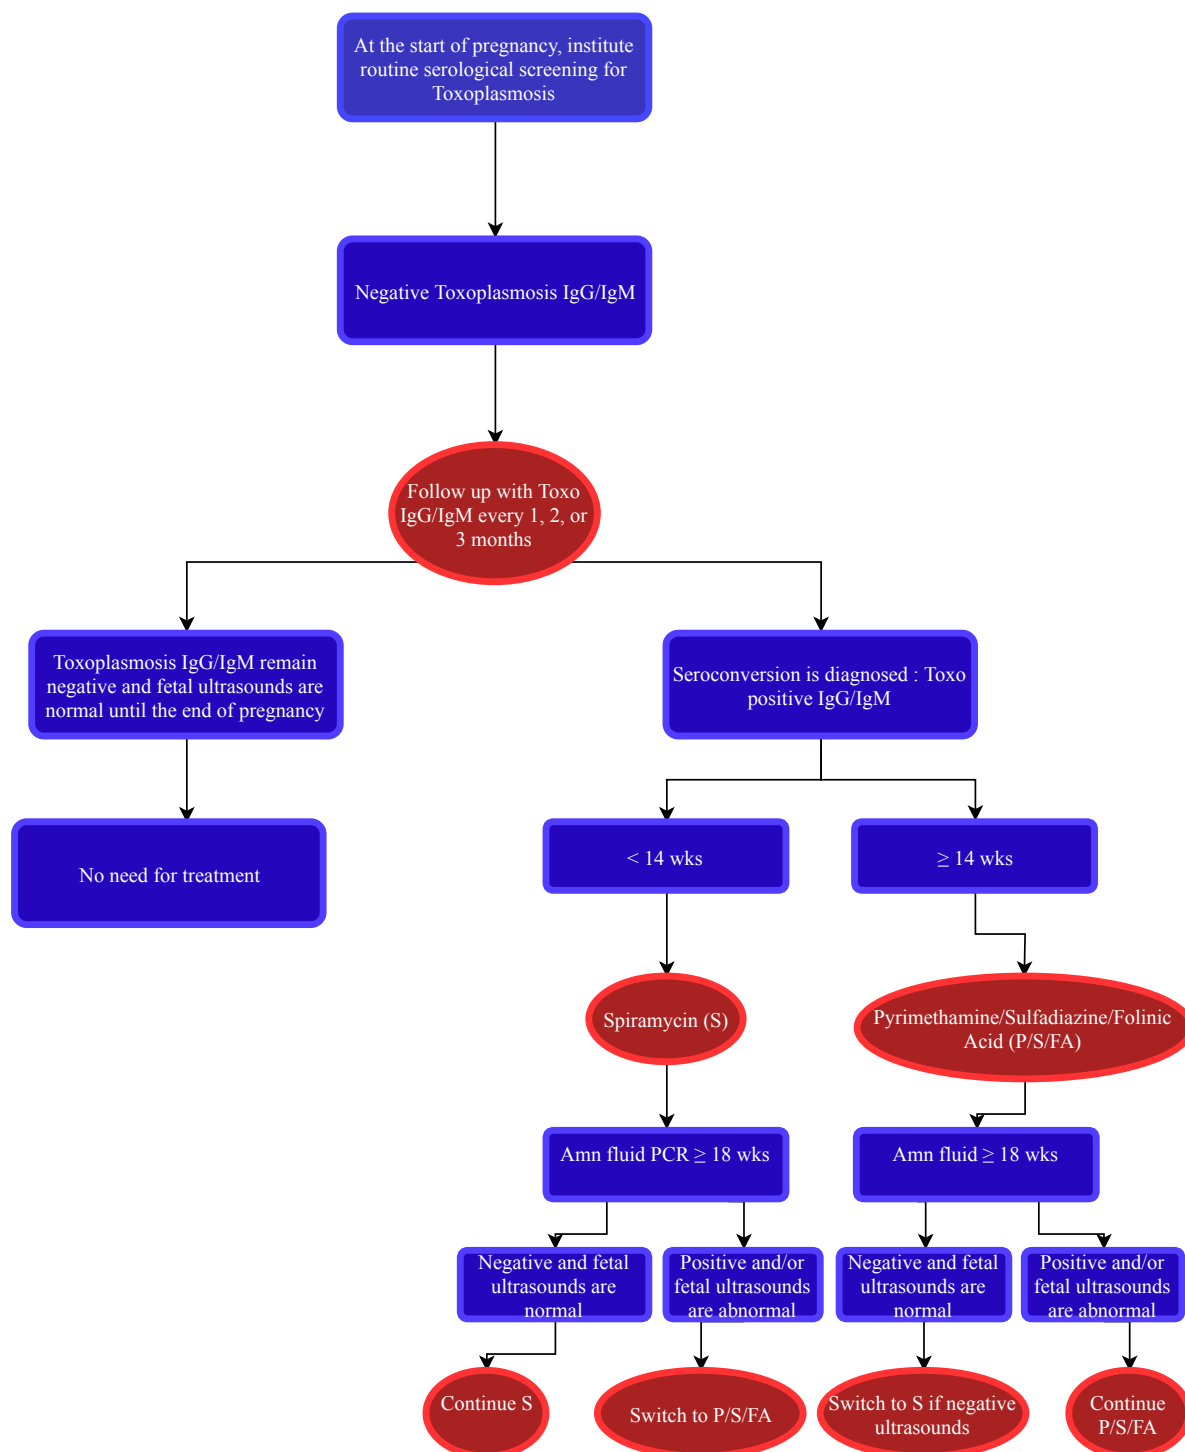 At the start of pregnancy, institute
routine serological screening for
Toxoplasmosis
Negative Toxoplasmosis IgG/IgM
Follow up with Toxo
IgG/IgM every 1, 2, or
3 months
Toxoplasmosis IgG/IgM remain
negative and fetal ultrasounds are
normal until the end of pregnancy
Seroconversion is diagnosed : Toxo
positive IgG/IgM
No need for treatment
< 14 wks
≥ 14 wks
Spiramycin (S)
Pyrimethamine/Sulfadiazine/Folinic
Acid (P/S/FA)
Amn fluid PCR ≥ 18 wks
Amn fluid ≥ 18 wks
Negative and fetal
ultrasounds are
normal
Positive and/or
fetal ultrasounds
are abnormal
Negative and fetal
ultrasounds are
normal
Positive and/or
fetal ultrasounds
are abnormal
Continue S
Switch to P/S/FA
Switch to S if negative
ultrasounds
Continue
P/S/FA